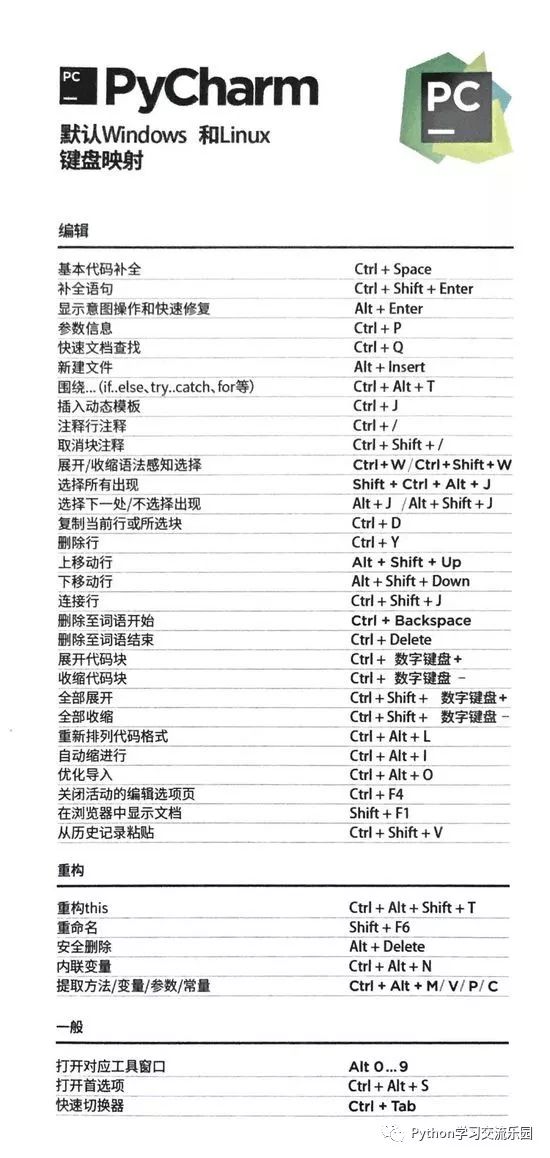 PC
PyCharm
PC
默认Windows 和Linux
键盘映射
编辑
基本代码补全 Ctrl + Space
补全语句 Ctrl + Shift + Enter
显示意图操作和快速修复 Alt + Enter
参数信息 Ctrl + P
快速文档查找 Ctrl + Q
新建文件 Alt + Insert
围绕...（if..else、try..catch、for等） Ctrl + Alt + T
插入动态模板 Ctrl + J
注释行注释 Ctrl + /
取消块注释 Ctrl + Shift + /
展开/收缩语法感知选择 Ctrl+W/Ctrl+Shift+W
选择所有出现 Shift + Ctrl + Alt + J
选择下一处/不选择出现 Alt+J /Alt+Shift+J
复制当前行或所选块 Ctrl + D
删除行 Ctrl + Y
上移动行 Alt + Shift + Up
下移动行 Alt + Shift + Down
连接行 Ctrl + Shift + J
删除至词语开始 Ctrl + Backspace
删除至词语结束 Ctrl + Delete
展开代码块 Ctrl + 数字键盘 +
收缩代码块 Ctrl + 数字键盘 -
全部展开 Ctrl + Shift + 数字键盘 +
全部收缩 Ctrl + Shift + 数字键盘 -
重新排列代码格式 Ctrl + Alt + L
自动缩进行 Ctrl + Alt + I
优化导入 Ctrl + Alt + O
关闭活动的编辑选项页 Ctrl + F4
在浏览器中显示文档 Shift + F1
从历史记录粘贴 Ctrl + Shift + V
重构
重构this Ctrl + Alt + Shift + T
重命名 Shift + F6
安全删除 Alt + Delete
内联变量 Ctrl + Alt + N
提取方法/变量/参数/常量 Ctrl + Alt + M/ V/ P/ C
一般
打开对应工具窗口 Alt 0...9
打开首选项 Ctrl + Alt + S
快速切换器 Ctrl + Tab
Python学习交流乐园